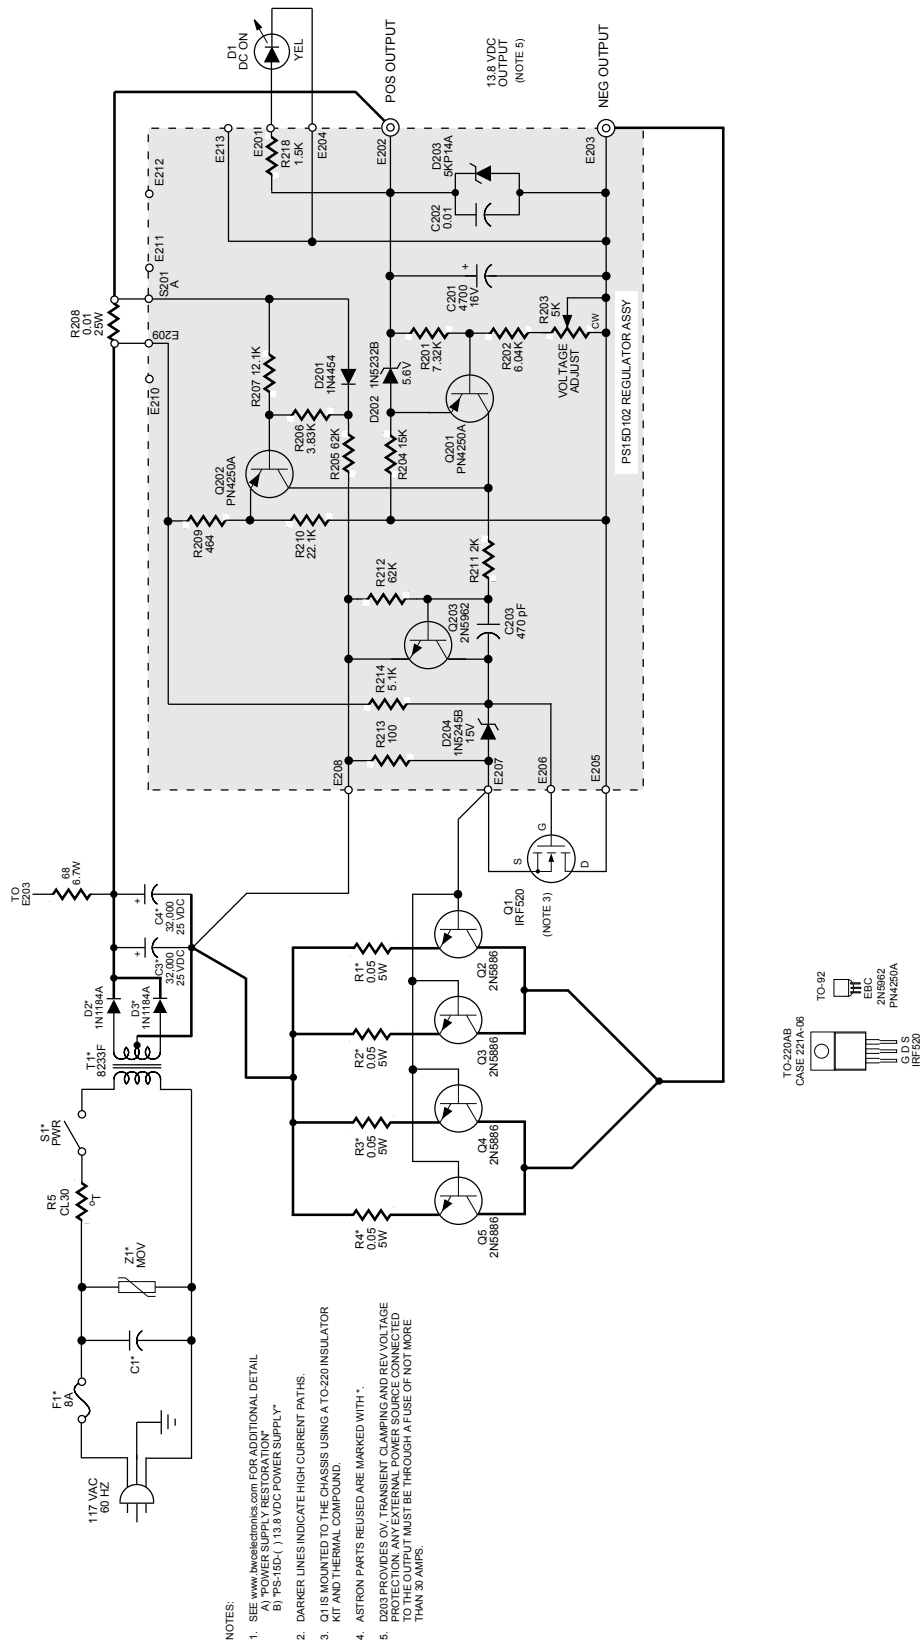 NOTES:
1. SEE www.bwcelectronics.com FOR ADDITIONAL DETAIL
A) "POWER SUPPLY RESTORATION"
B) "PS-15D-( ) 13.8 VDC POWER SUPPLY"
2. DARKER LINES INDICATE HIGH CURRENT PATHS.
3. Q1 IS MOUNTED TO THE CHASSIS USING A TO-220 INSULATOR
KIT AND THERMAL COMPOUND.
4. ASTRON PARTS REUSED ARE MARKED WITH *.
5. D203 PROVIDES OV, TRANSIENT CLAMPING AND REV VOLTAGE
PROTECTION. ANY EXTERNAL POWER SOURCE CONNECTED
TO THE OUTPUT MUST BE THROUGH A FUSE OF NOT MORE
THAN 30 AMPS.
117 VAC
60 HZ
F1*
8A
C1*
Z1*
MOV
R5
CL30
°T
S1*
PWR
T1*
8233F
D2*
1N1184A
D3*
1N1184A
C3*
32,000
25 VDC
C4*
32,000
25 VDC
TO
E203
68
6.7W
R4*
0.05
5W
R3*
0.05
5W
R2*
0.05
5W
R1*
0.05
5W
Q5
2N5886
Q4
2N5886
Q3
2N5886
Q2
2N5886
Q1
IRF520
(NOTE 3)
S
G
D
E208
E207
E206
E205
R213
100
R214
5.1K
D204
1N5245B
15V
Q203
2N5962
R212
62K
C203
470 pF
R211 2K
R209
464
R210
22.1K
Q202
PN4250A
R207 12.1K
R206
3.83K
R205 62K
D201
1N4454
D202
1N5232B
5.6V
R204 15K
Q201
PN4250A
R201
7.32K
R202
6.04K
R203
5K
CW
VOLTAGE
ADJUST
C201
4700
16V
C202
0.01
D203
5KP14A
PS15D102 REGULATOR ASSY
E210
E209
S201
A
E211
E212
R208
0.01
25W
E213
E201
R218
1.5K
E204
E202
E203
D1
DC ON
YEL
POS OUTPUT
13.8 VDC
OUTPUT
(NOTE 5)
NEG OUTPUT
TO-220AB
CASE 221A-06
G D S
IRF520
TO-92
EBC
2N5962
PN4250A